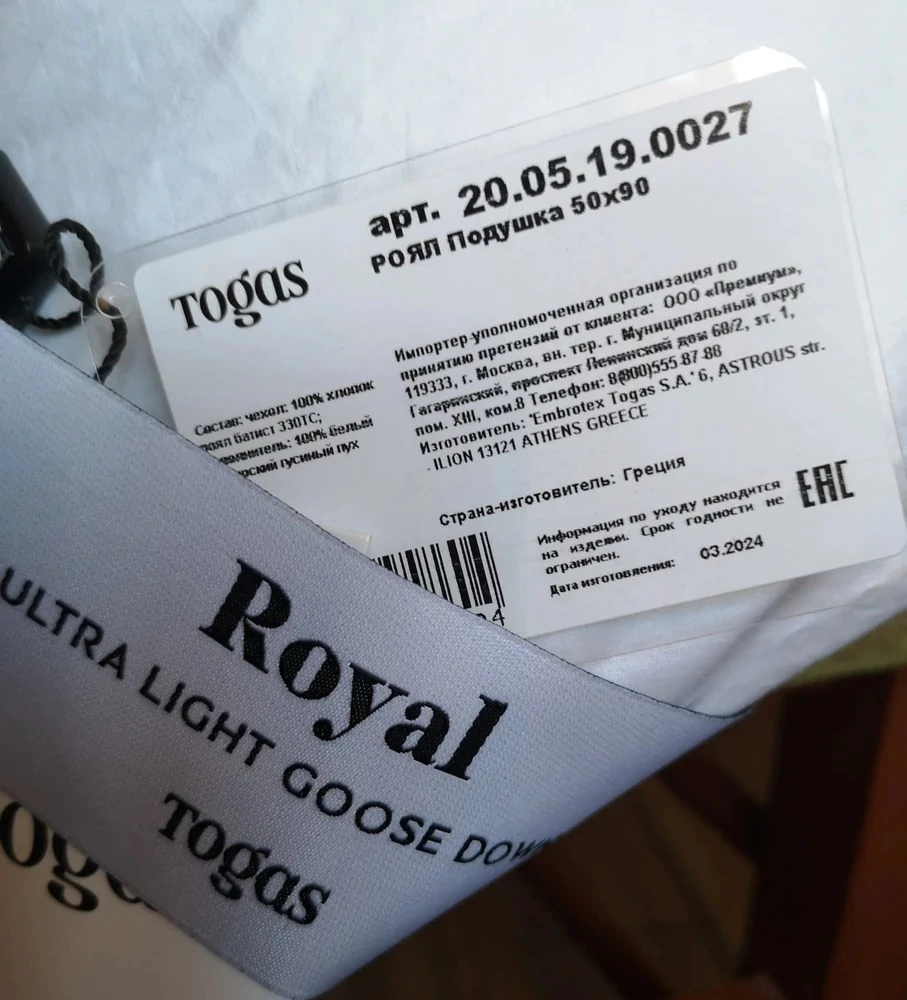 арт. 20.05.19.0027
РОЯЛ Подушка 50х90
Togas
Импортер-уполномоченная организация по
принятию претензий от клиента: ООО «Премиум»,
119333, г. Москва, вн. тер. г. Муниципальный округ
Гагаринский, проспект Ленинский дом 68/2, эт. 1,
пом. XIII, ком.8 Телефон: 8(800)555-87-88
Изготовитель: "Embrotex Togas S.A." 6, ASTROUS str.
- ILION 13121 ATHENS GREECE
Состав: чехол: 100% хлопок
батист 330ТС;
100% белый
гусиный пух
Страна-изготовитель: Греция
Информация по уходу находится
на изделии. Срок годности не
ограничен.
Дата изготовления: 03.2024
EAC
4
Royal
ULTRA LIGHT GOOSE DOWN
Togas